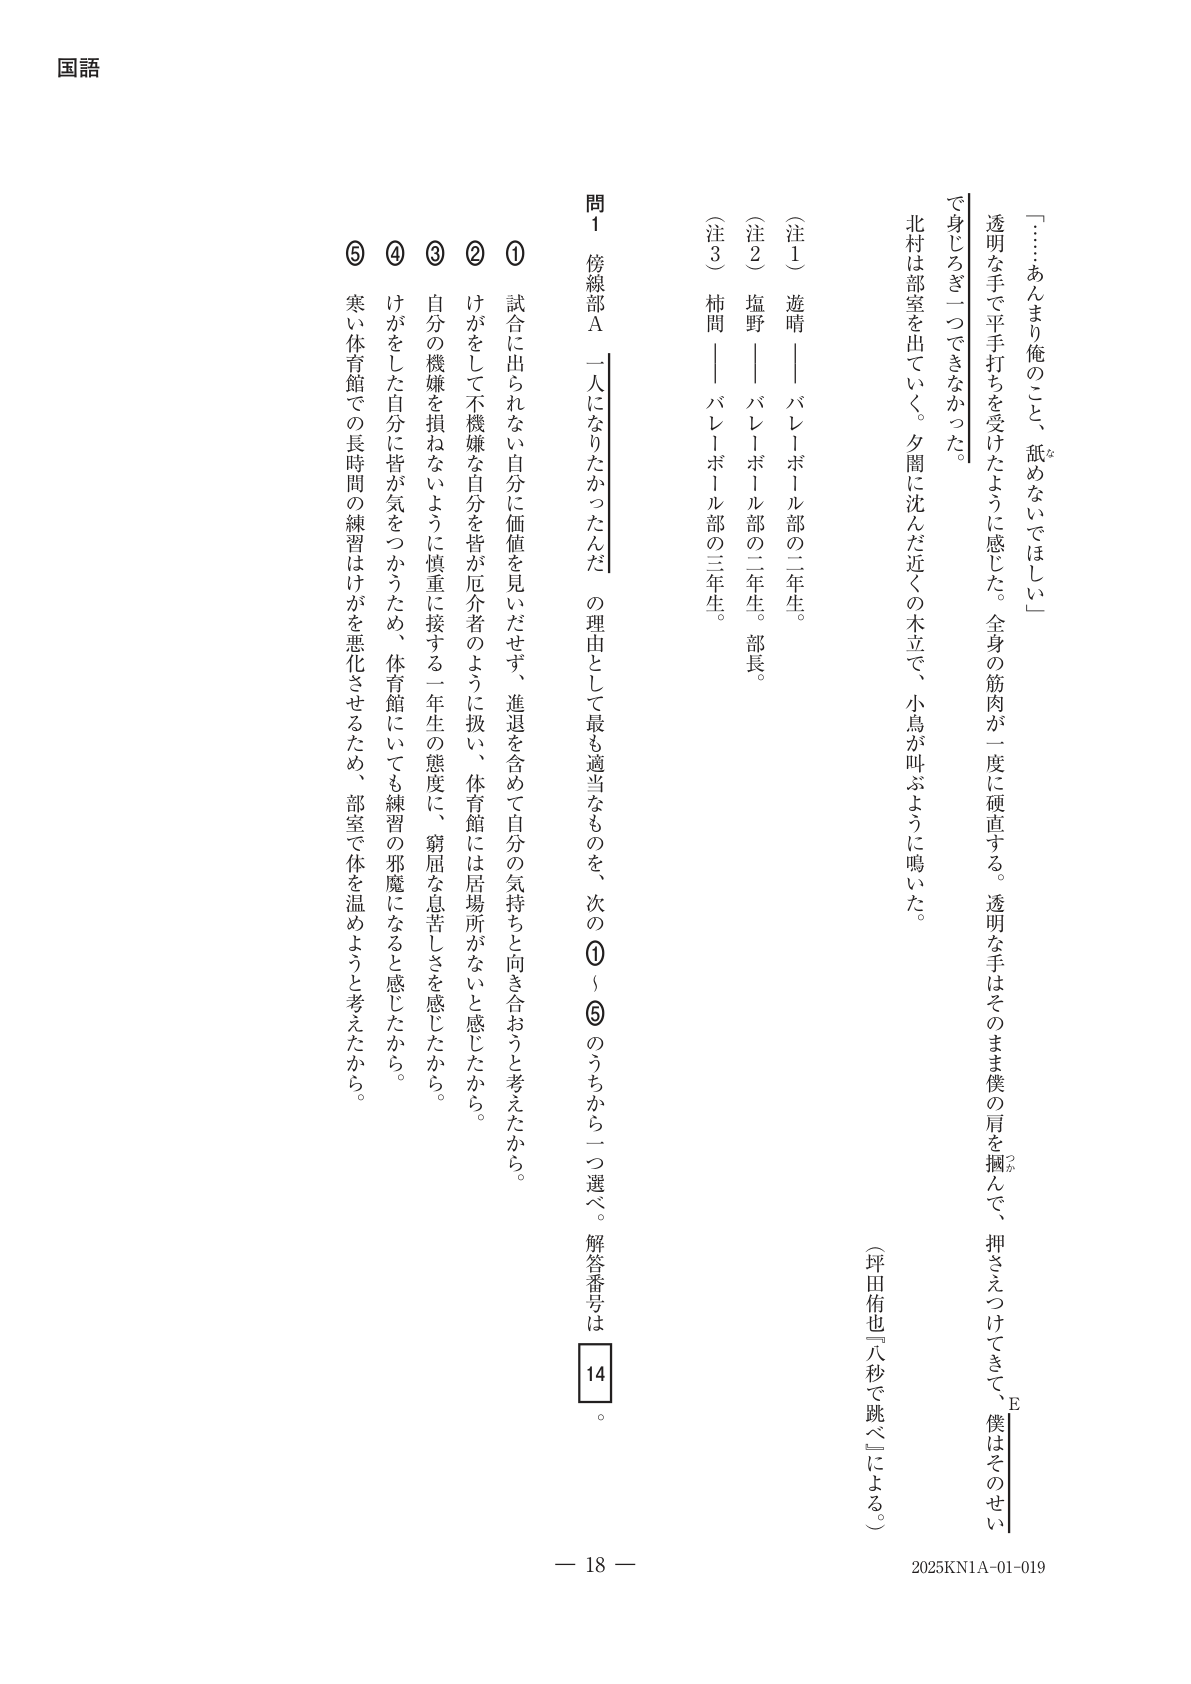 国語
「……あんまり俺のこと、舐めないでほしい」
な
透明な手で平手打ちを受けたように感じた。全身の筋肉が一度に硬直する。透明な手はそのまま僕の肩を摑んで、押さえつけてきて、僕はそのせい
つか
E
で身じろぎ一つできなかった。
北村は部室を出ていく。夕闇に沈んだ近くの木立で、小鳥が叫ぶように鳴いた。
（坪田侑也『八秒で跳べ』による。）
（注１）　遊晴 ―― バレーボール部の二年生。
（注２）　塩野 ―― バレーボール部の二年生。部長。
（注３）　柿間 ―― バレーボール部の三年生。
問１　傍線部Ａ　一人になりたかったんだ　の理由として最も適当なものを、次の①～⑤のうちから一つ選べ。解答番号は 14 。
①　試合に出られない自分に価値を見いだせず、進退を含めて自分の気持ちと向き合おうと考えたから。
②　けがをして不機嫌な自分を皆が厄介者のように扱い、体育館には居場所がないと感じたから。
③　自分の機嫌を損ねないように慎重に接する一年生の態度に、窮屈な息苦しさを感じたから。
④　けがをした自分に皆が気をつかうため、体育館にいても練習の邪魔になると感じたから。
⑤　寒い体育館での長時間の練習はけがを悪化させるため、部室で体を温めようと考えたから。
— 18 —
2025KN1A-01-019